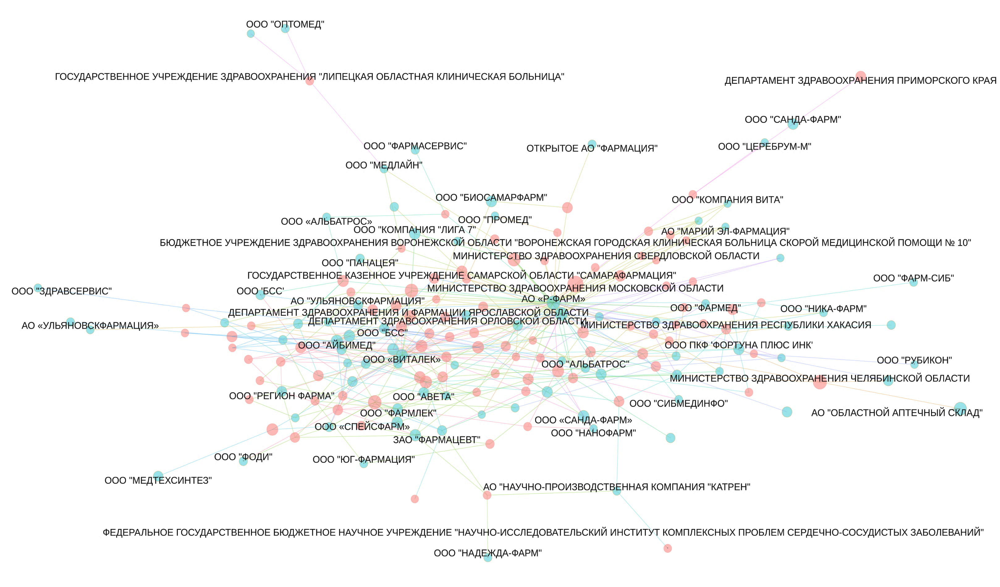 ООО "ОПТОМЕД"
ГОСУДАРСТВЕННОЕ УЧРЕЖДЕНИЕ ЗДРАВООХРАНЕНИЯ "ЛИПЕЦКАЯ ОБЛАСТНАЯ КЛИНИЧЕСКАЯ БОЛЬНИЦА"
ДЕПАРТАМЕНТ ЗДРАВООХРАНЕНИЯ ПРИМОРСКОГО КРАЯ
ООО "САНДА-ФАРМ"
ООО "ФАРМАСЕРВИС"
ОТКРЫТОЕ АО "ФАРМАЦИЯ"
ООО "ЦЕРЕБРУМ-М"
ООО "МЕДЛАЙН"
ООО "БИОСАМАРФАРМ"
ООО "КОМПАНИЯ ВИТА"
ООО «АЛЬБАТРОС»
ООО "ПРОМЕД"
ООО "КОМПАНИЯ "ЛИГА 7"
АО "МАРИЙ ЭЛ-ФАРМАЦИЯ"
БЮДЖЕТНОЕ УЧРЕЖДЕНИЕ ЗДРАВООХРАНЕНИЯ ВОРОНЕЖСКОЙ ОБЛАСТИ "ВОРОНЕЖСКАЯ ГОРОДСКАЯ КЛИНИЧЕСКАЯ БОЛЬНИЦА СКОРОЙ МЕДИЦИНСКОЙ ПОМОЩИ № 10"
МИНИСТЕРСТВО ЗДРАВООХРАНЕНИЯ СВЕРДЛОВСКОЙ ОБЛАСТИ
ООО "ПАНАЦЕЯ"
ГОСУДАРСТВЕННОЕ КАЗЕННОЕ УЧРЕЖДЕНИЕ САМАРСКОЙ ОБЛАСТИ "САМАРАФАРМАЦИЯ"
ООО "ФАРМ-СИБ"
ООО "ЗДРАВСЕРВИС"
ООО 'БСС'
МИНИСТЕРСТВО ЗДРАВООХРАНЕНИЯ МОСКОВСКОЙ ОБЛАСТИ
АО "УЛЬЯНОВСКФАРМАЦИЯ"
АО «Р-ФАРМ»
ООО "ФАРМЕД"
ООО "НИКА-ФАРМ"
ДЕПАРТАМЕНТ ЗДРАВООХРАНЕНИЯ И ФАРМАЦИИ ЯРОСЛАВСКОЙ ОБЛАСТИ
ДЕПАРТАМЕНТ ЗДРАВООХРАНЕНИЯ ОРЛОВСКОЙ ОБЛАСТИ
АО «УЛЬЯНОВСКФАРМАЦИЯ»
МИНИСТЕРСТВО ЗДРАВООХРАНЕНИЯ РЕСПУБЛИКИ ХАКАСИЯ
ООО "БСС"
ООО "АЙБИМЕД"
ООО ПКФ 'ФОРТУНА ПЛЮС ИНК'
ООО «ВИТАЛЕК»
ООО "АЛЬБАТРОС"
ООО "РУБИКОН"
МИНИСТЕРСТВО ЗДРАВООХРАНЕНИЯ ЧЕЛЯБИНСКОЙ ОБЛАСТИ
ООО "РЕГИОН ФАРМА"
ООО "АВЕТА"
ООО "СИБМЕДИНФО"
ООО "ФАРМЛЕК"
АО "ОБЛАСТНОЙ АПТЕЧНЫЙ СКЛАД"
ООО «САНДА-ФАРМ»
ООО «СПЕЙСФАРМ»
ООО "НАНОФАРМ"
ЗАО "ФАРМАЦЕВТ"
ООО "ФОДИ"
ООО "ЮГ-ФАРМАЦИЯ"
ООО "МЕДТЕХСИНТЕЗ"
АО "НАУЧНО-ПРОИЗВОДСТВЕННАЯ КОМПАНИЯ "КАТРЕН"
ФЕДЕРАЛЬНОЕ ГОСУДАРСТВЕННОЕ БЮДЖЕТНОЕ НАУЧНОЕ УЧРЕЖДЕНИЕ "НАУЧНО-ИССЛЕДОВАТЕЛЬСКИЙ ИНСТИТУТ КОМПЛЕКСНЫХ ПРОБЛЕМ СЕРДЕЧНО-СОСУДИСТЫХ ЗАБОЛЕВАНИЙ"
ООО "НАДЕЖДА-ФАРМ"